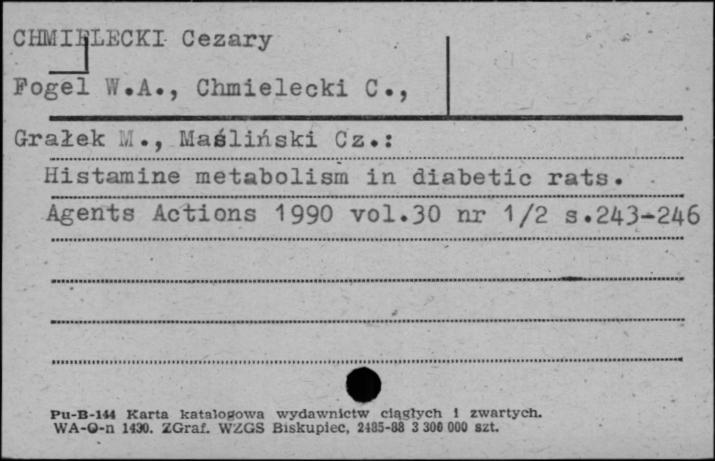 CHMIELECKI Cezary
Fogel W.A., Chmielecki C.,
Grałek M., Maśliński Cz.:
Histamine metabolism in diabetic rats.
Agents Actions 1990 vol.30 nr 1/2 s.243-246
Pu-B-144 Karta katalogowa wydawnictw ciągłych i zwartych.
WA-O-n 1430. ZGraf. WZGS Biskupiec, 2485-88 3 300 000 szt.